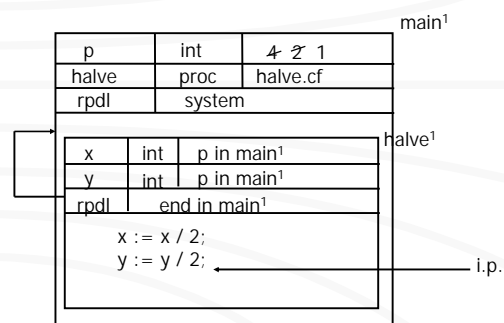 main¹
p int 4 2 1
halve proc halve.cf
rpdl system
halve¹
x int p in main¹
y int p in main¹
rpdl end in main¹
x := x / 2;
y := y / 2;
i.p.